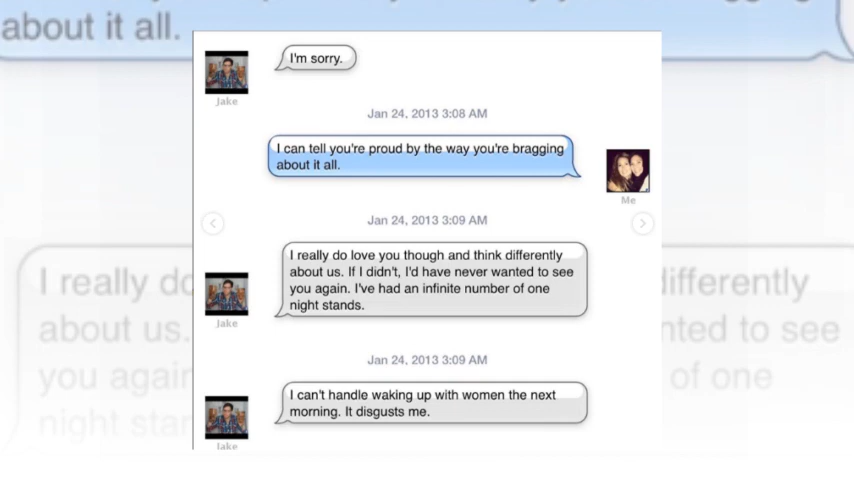 about it all.
I'm sorry.
Jake
Jan 24, 2013 3:08 AM
I can tell you're proud by the way you're bragging
about it all.
Me
Jan 24, 2013 3:09 AM
I really do love you though and think differently
about us. If I didn't, I'd have never wanted to see
you again. I've had an infinite number of one
night stands.
Jake
Jan 24, 2013 3:09 AM
I can't handle waking up with women the next
morning. It disgusts me.
Jake
I really do
differently
about us.
nted to see
you again
of one
night stan